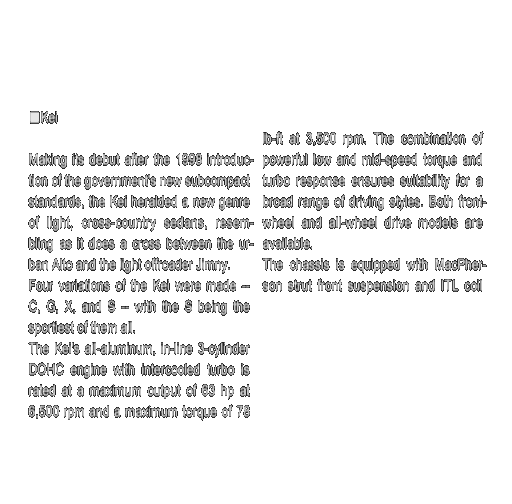 □Kei
Making its debut after the 1998 introduc-
tion of the government's new subcompact
standards, the Kei heralded a new genre
of light, cross-country sedans, resem-
bling as it does a cross between the ur-
ban Alto and the light offroader Jimny.
Four variations of the Kei were made –
C, G, X, and S – with the S being the
sportiest of them all.
The Kei's all-aluminum, in-line 3-cylinder
DOHC engine with intercooled turbo is
rated at a maximum output of 63 hp at
6,500 rpm and a maximum torque of 78
lb-ft at 3,500 rpm. The combination of
powerful low and mid-speed torque and
turbo response ensures suitability for a
broad range of driving styles. Both front-
wheel and all-wheel drive models are
available.
The chassis is equipped with MacPher-
son strut front suspension and ITL coil